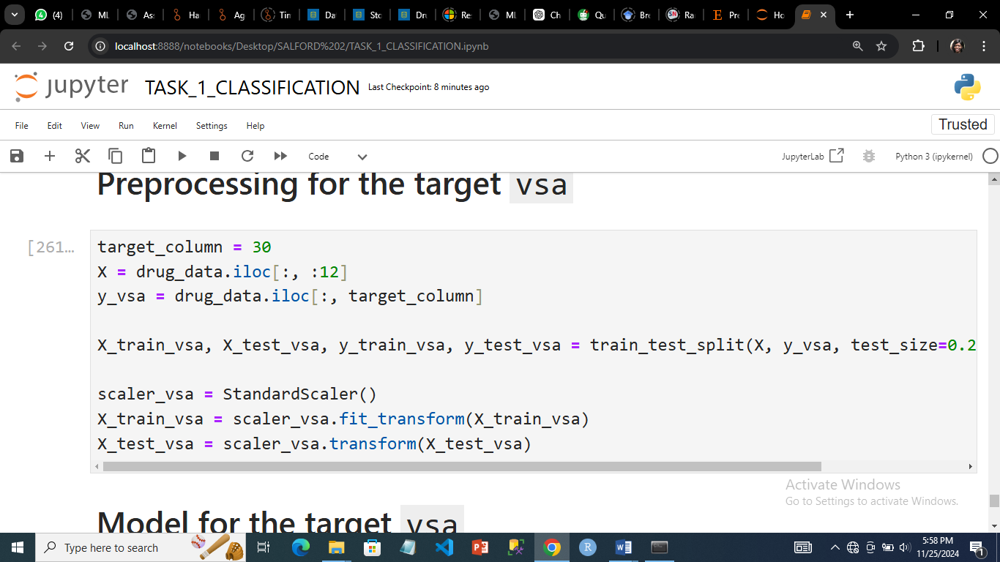 (4)
ML
Ass
Ha
Ag
Tim
Da
Sto
Dru
Re
ML
Ch
Qu
Bre
Ra
Pre
Ho
localhost:8888/notebooks/Desktop/SALFORD%202/TASK_1_CLASSIFICATION.ipynb
jupyter TASK_1_CLASSIFICATION Last Checkpoint: 8 minutes ago
File Edit View Run Kernel Settings Help Trusted
Code JupyterLab Python 3 (ipykernel)
Preprocessing for the target vsa
[261…
target_column = 30
X = drug_data.iloc[:, :12]
y_vsa = drug_data.iloc[:, target_column]
X_train_vsa, X_test_vsa, y_train_vsa, y_test_vsa = train_test_split(X, y_vsa, test_size=0.2
scaler_vsa = StandardScaler()
X_train_vsa = scaler_vsa.fit_transform(X_train_vsa)
X_test_vsa = scaler_vsa.transform(X_test_vsa)
Activate Windows
Go to Settings to activate Windows.
Model for the target vsa
Type here to search
5:58 PM
11/25/2024
1